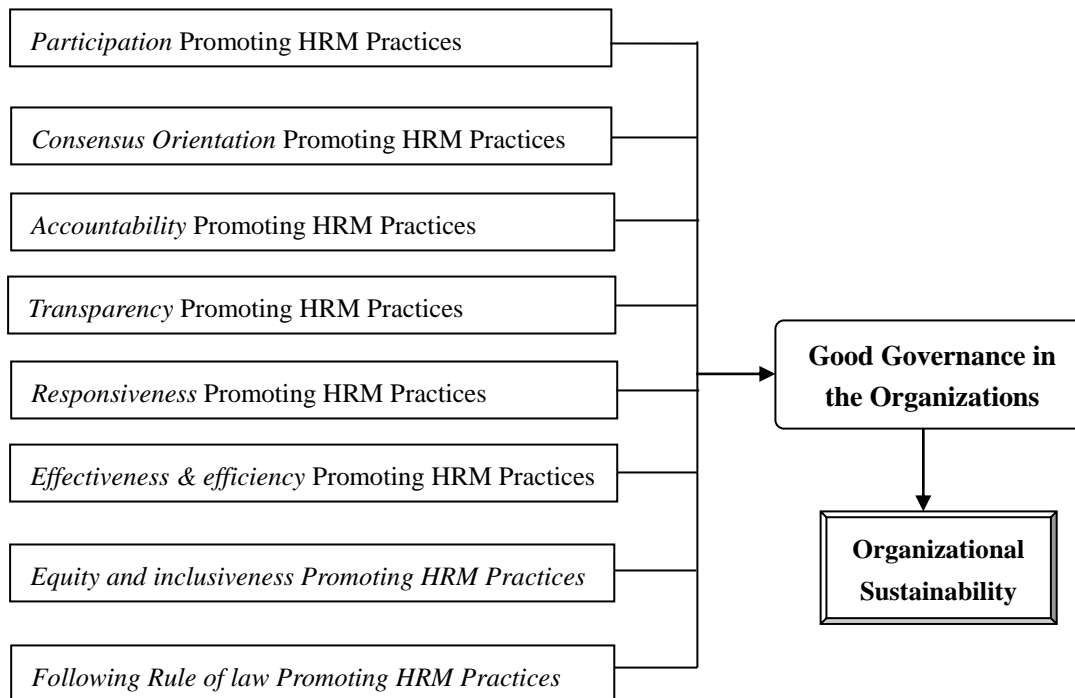 Participation Promoting HRM Practices
Consensus Orientation Promoting HRM Practices
Accountability Promoting HRM Practices
Transparency Promoting HRM Practices
Responsiveness Promoting HRM Practices
Effectiveness & efficiency Promoting HRM Practices
Equity and inclusiveness Promoting HRM Practices
Following Rule of law Promoting HRM Practices
Good Governance in
the Organizations
Organizational
Sustainability